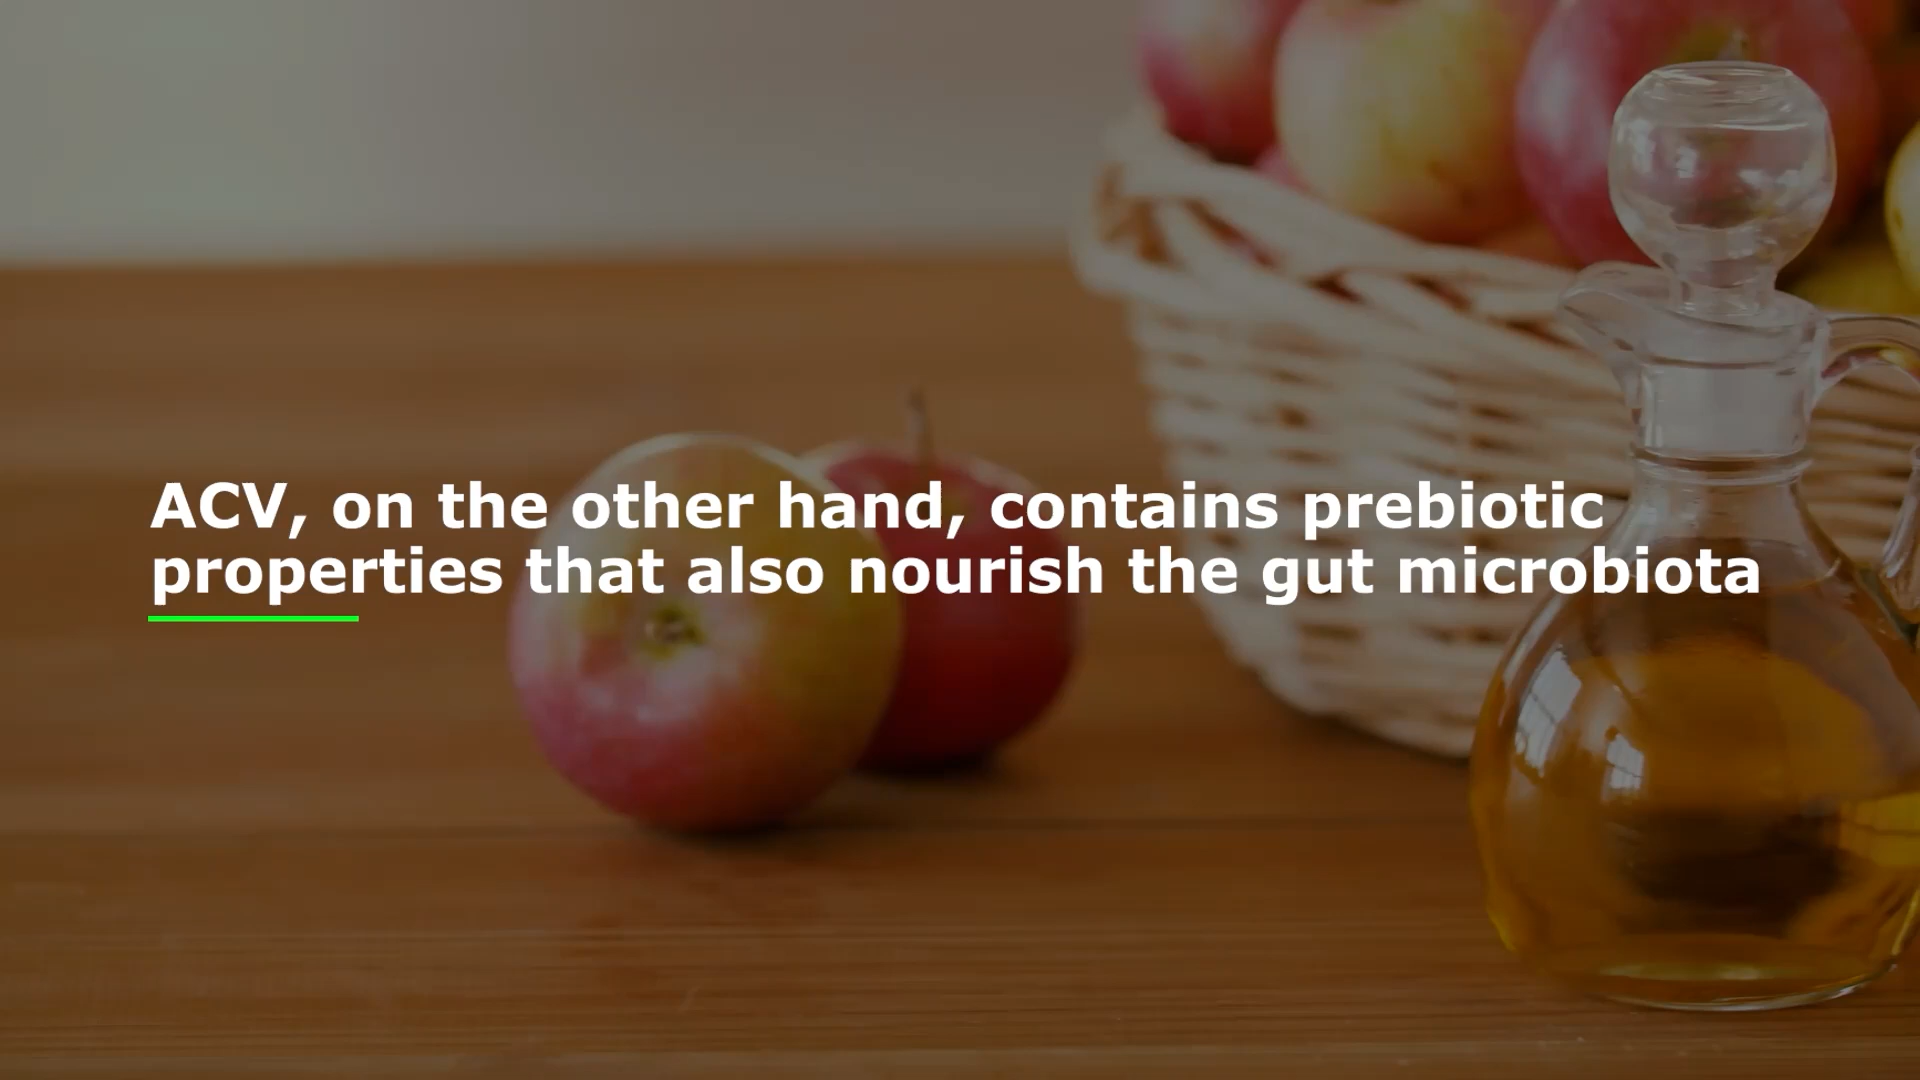 ACV, on the other hand, contains prebiotic
properties that also nourish the gut microbiota